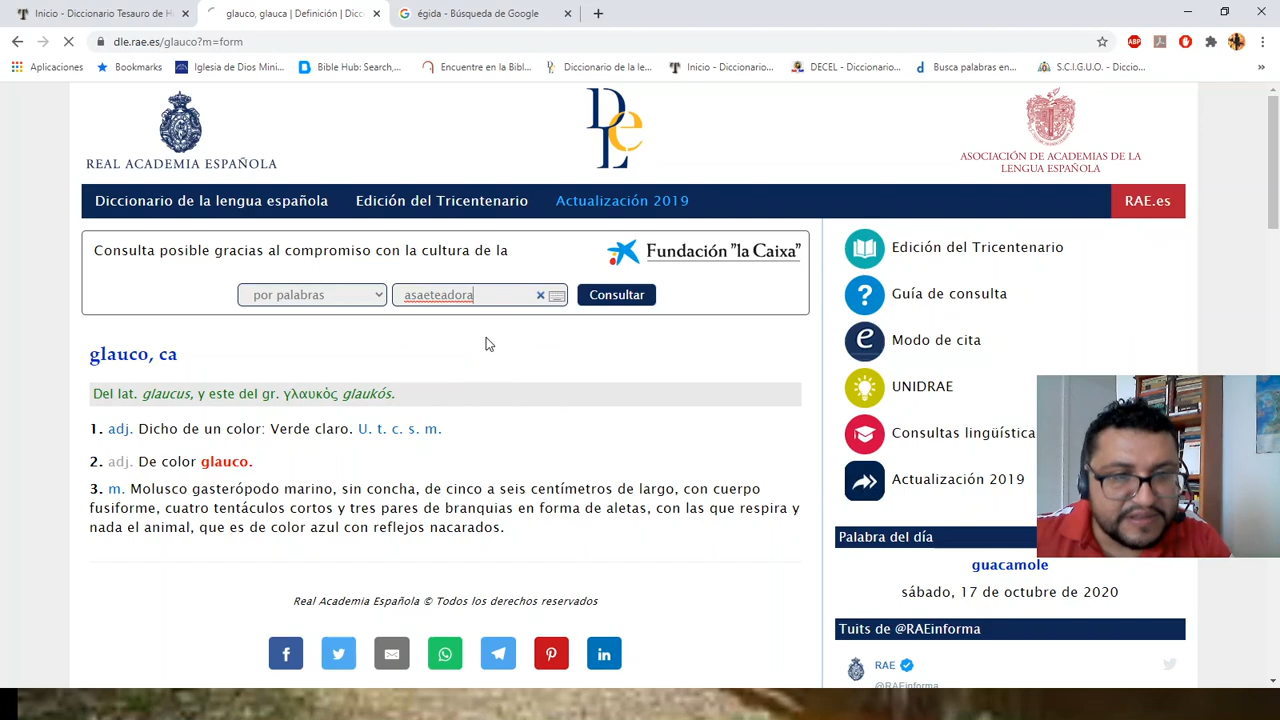 Inicio - Diccionario Tesauro de H
glauco, glauca | Definición | Dicc
égida - Búsqueda de Google
dle.rae.es/glauco?m=form
Aplicaciones
Bookmarks
Iglesia de Dios Mini...
Bible Hub: Search,...
Encuentre en la Bibl...
Diccionario de la le...
Inicio - Diccionario...
DECEL - Diccionario...
Busca palabras en...
S.C.I.G.U.O. - Diccio...
REAL ACADEMIA ESPAÑOLA
DLE
ASOCIACIÓN DE ACADEMIAS DE LA
LENGUA ESPAÑOLA
Diccionario de la lengua española
Edición del Tricentenario
Actualización 2019
RAE.es
Consulta posible gracias al compromiso con la cultura de la
Fundación "la Caixa"
por palabras
asaeteadora
Consultar
glauco, ca
Del lat. glaucus, y este del gr. γλαυκὀς glaukós.
1. adj. Dicho de un color: Verde claro. U. t. c. s. m.
2. adj. De color glauco.
3. m. Molusco gasterópodo marino, sin concha, de cinco a seis centímetros de largo, con cuerpo
fusiforme, cuatro tentáculos cortos y tres pares de branquias en forma de aletas, con las que respira y
nada el animal, que es de color azul con reflejos nacarados.
Real Academia Española © Todos los derechos reservados
Edición del Tricentenario
Guía de consulta
Modo de cita
UNIDRAE
Consultas lingüística
Actualización 2019
Palabra del día
guacamole
sábado, 17 de octubre de 2020
Tuits de @RAEinforma
RAE
@RAEinforma